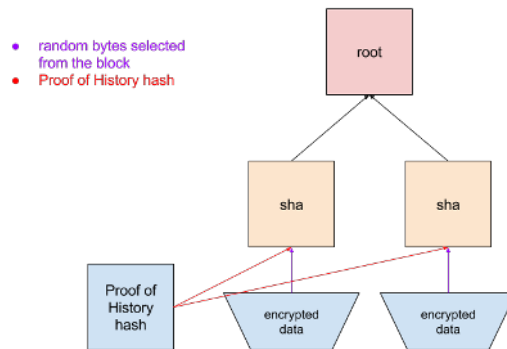 random bytes selected
from the block
Proof of History hash
root
sha
sha
Proof of
History
hash
encrypted
data
encrypted
data